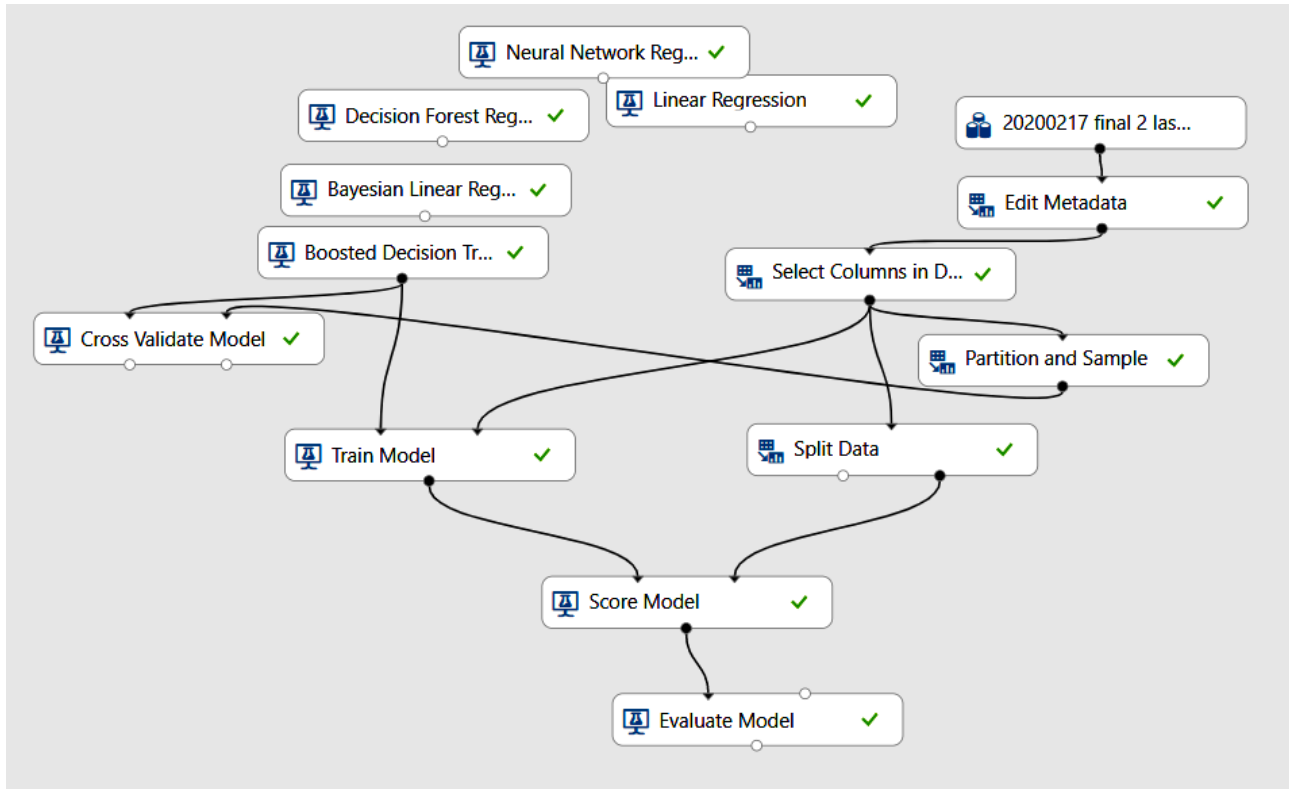 Neural Network Reg...
Linear Regression
Decision Forest Reg...
20200217 final 2 las...
Bayesian Linear Reg...
Edit Metadata
Boosted Decision Tr...
Select Columns in D...
Cross Validate Model
Partition and Sample
Train Model
Split Data
Score Model
Evaluate Model